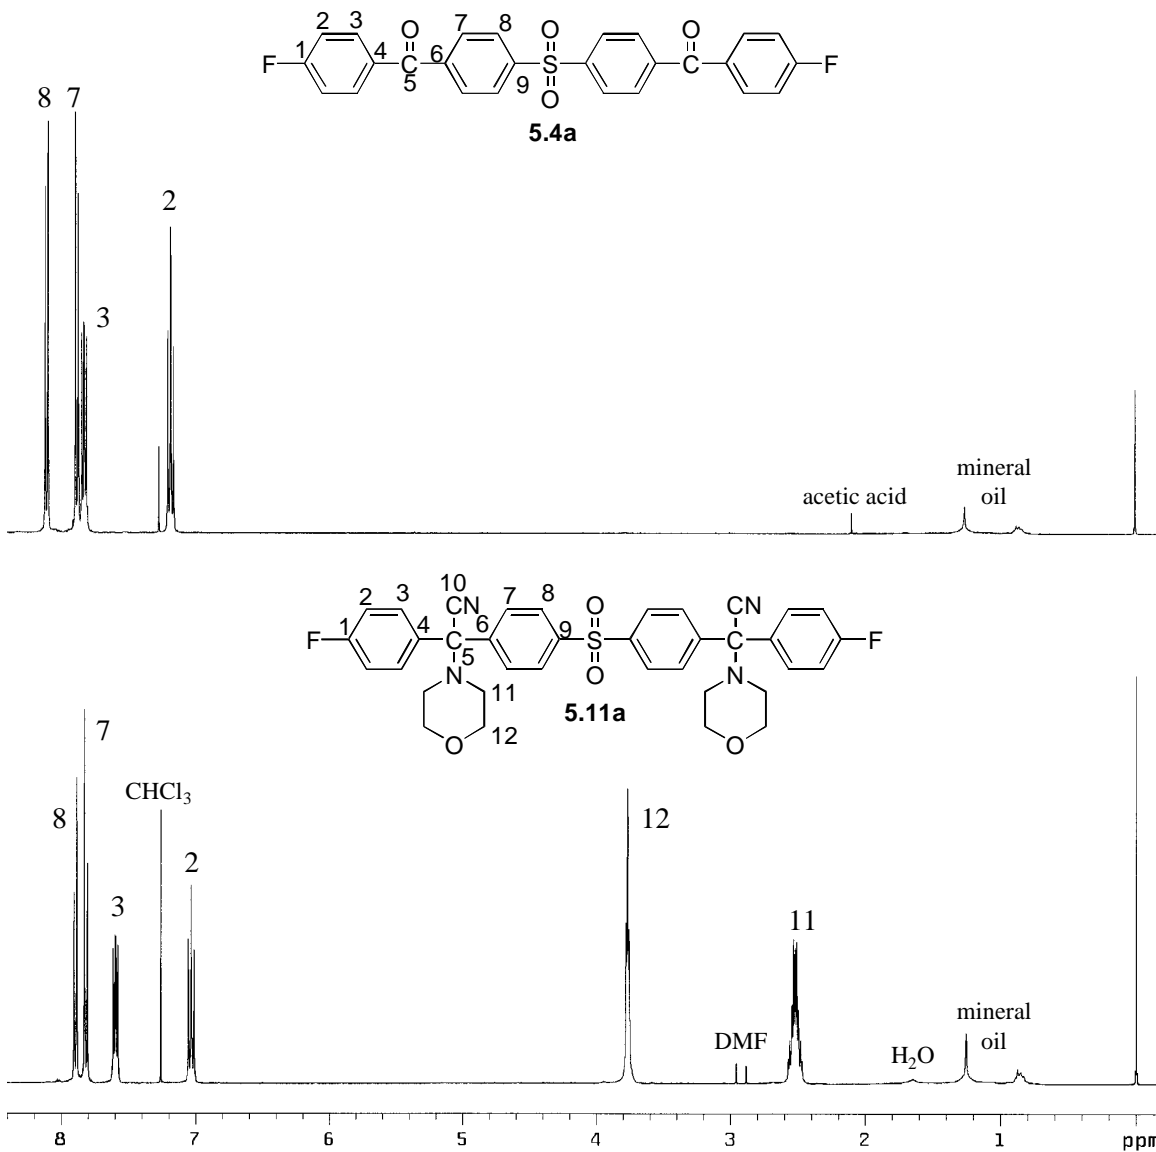 2 3 O 7 8 O O
F 1 4 C 6 S C F
5 9 O
5.4a
8 7
2
3
acetic acid
mineral
oil
10 CN CN
2 3 7 8 O
F 1 4 C 6 9 S C F
5 O
N 11 N
5.11a
12
O O
7
CHCl3
8
2
3
12
11
DMF
H2O
mineral
oil
8 7 6 5 4 3 2 1 ppm